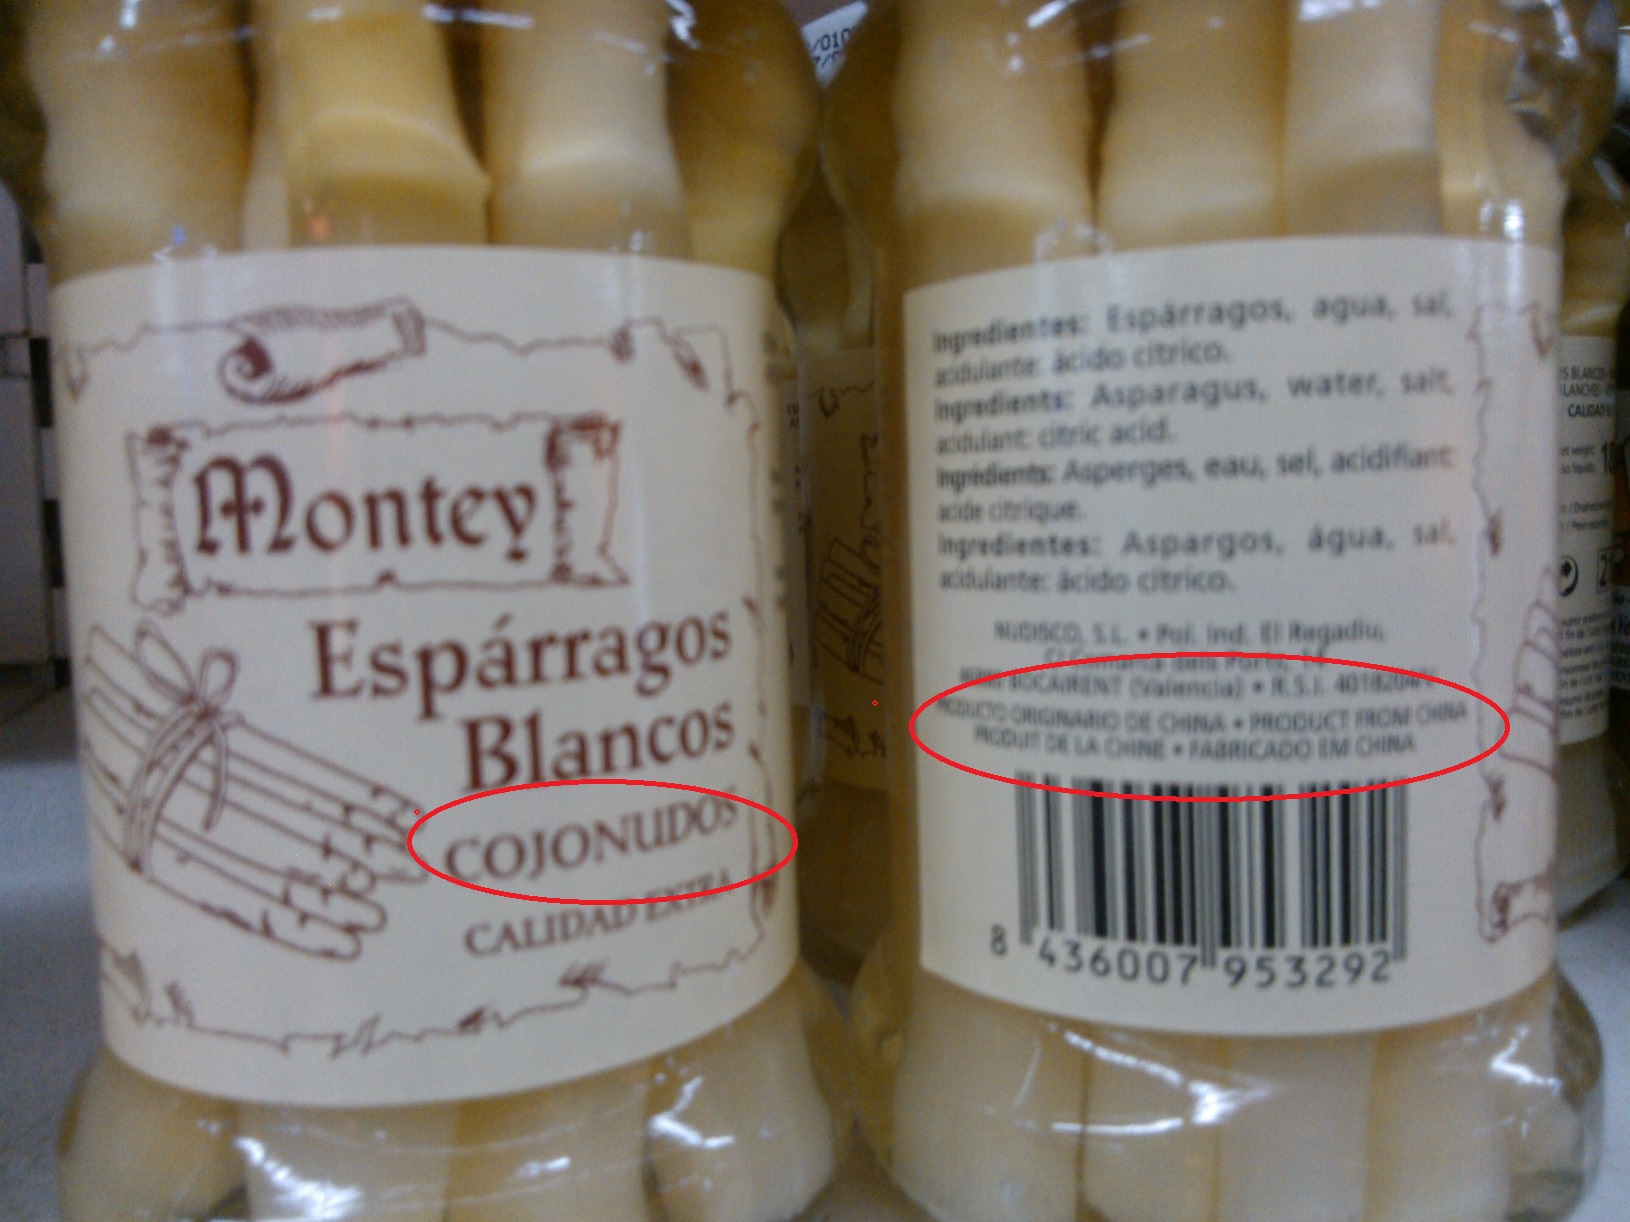 Montey
Espárragos
Blancos
COJONUDOS
CALIDAD EXTRA
Ingredientes: Espárragos, agua, sal,
acidulante: ácido cítrico.
Ingredients: Asparagus, water, salt,
acidulant: citric acid.
Ingrédients: Asperges, eau, sel, acidifiant:
acide citrique.
Ingredientes: Aspargos, água, sal,
acidulante: ácido cítrico.
NUDISCO, S.L. • Pol. Ind. El Regadiu,
BOCAIRENT (Valencia) • R.S.I.
PRODUCTO ORIGINARIO DE CHINA • PRODUCT FROM CHINA
PRODUIT DE LA CHINE • FABRICADO EM CHINA
8 436007 953292